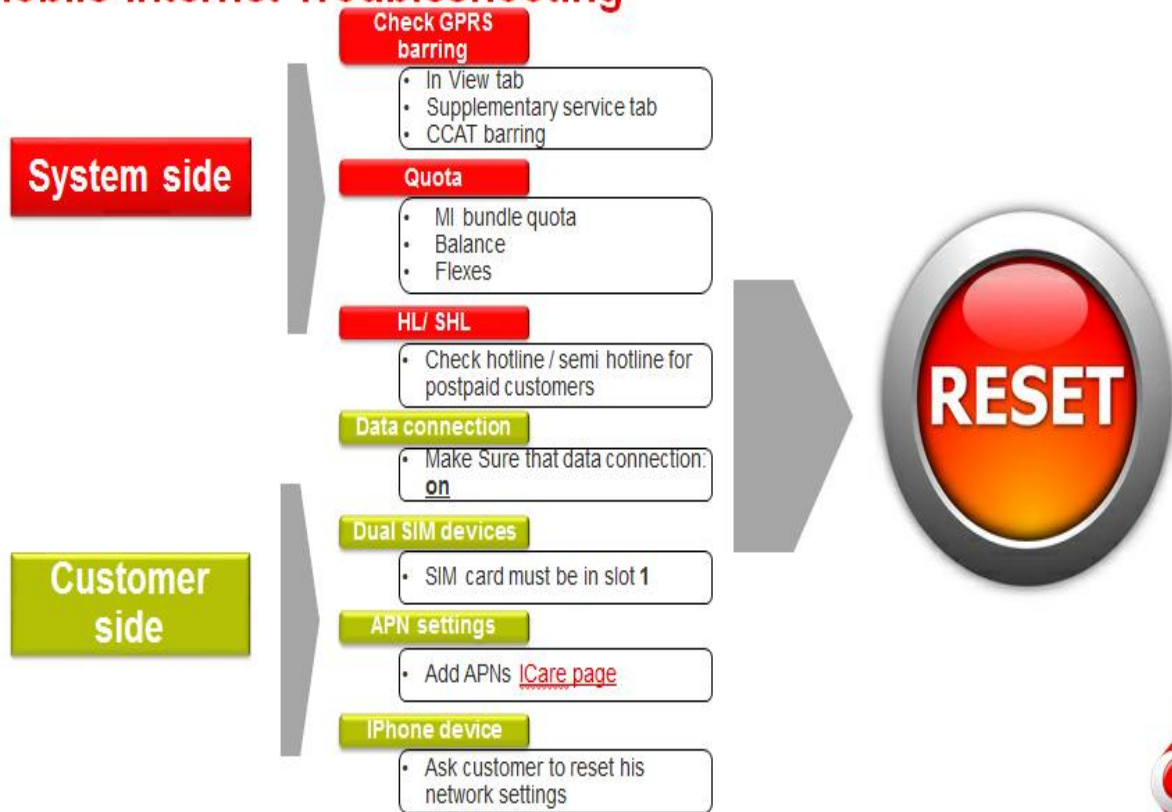 Mobile Internet Troubleshooting
Check GPRS
barring
• In View tab
• Supplementary service tab
• CCAT barring
System side
Quota
• MI bundle quota
• Balance
• Flexes
HL/ SHL
• Check hotline / semi hotline for
postpaid customers
Data connection
• Make Sure that data connection:
on
Dual SIM devices
• SIM card must be in slot 1
Customer
side
APN settings
• Add APNs ICare page
IPhone device
• Ask customer to reset his
network settings
RESET